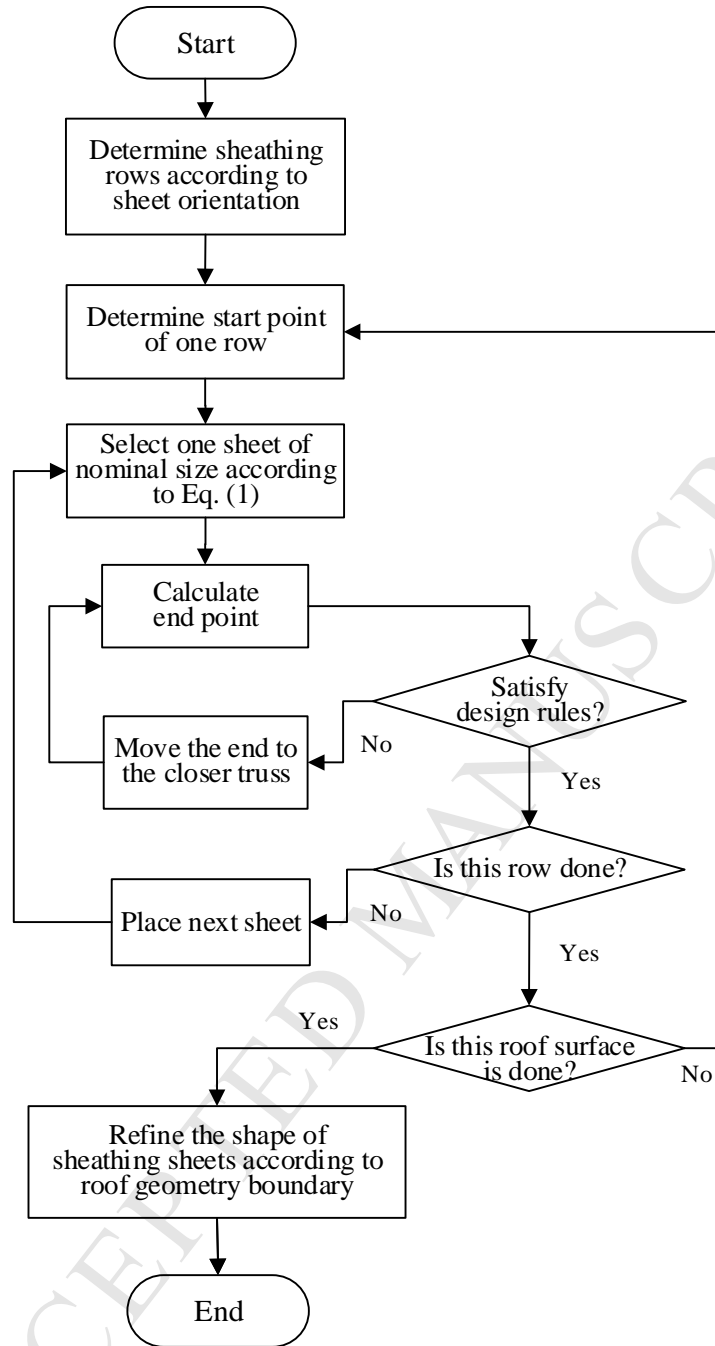 Start
Determine sheathing
rows according to
sheet orientation
Determine start point
of one row
Select one sheet of
nominal size according
to Eq. (1)
Calculate
end point
Satisfy
design rules?
No
Move the end to
the closer truss
Yes
Is this row done?
No
Place next sheet
Yes
Yes
Is this roof surface
is done?
No
Refine the shape of
sheathing sheets according to
roof geometry boundary
End
CEPTED MANUSCR